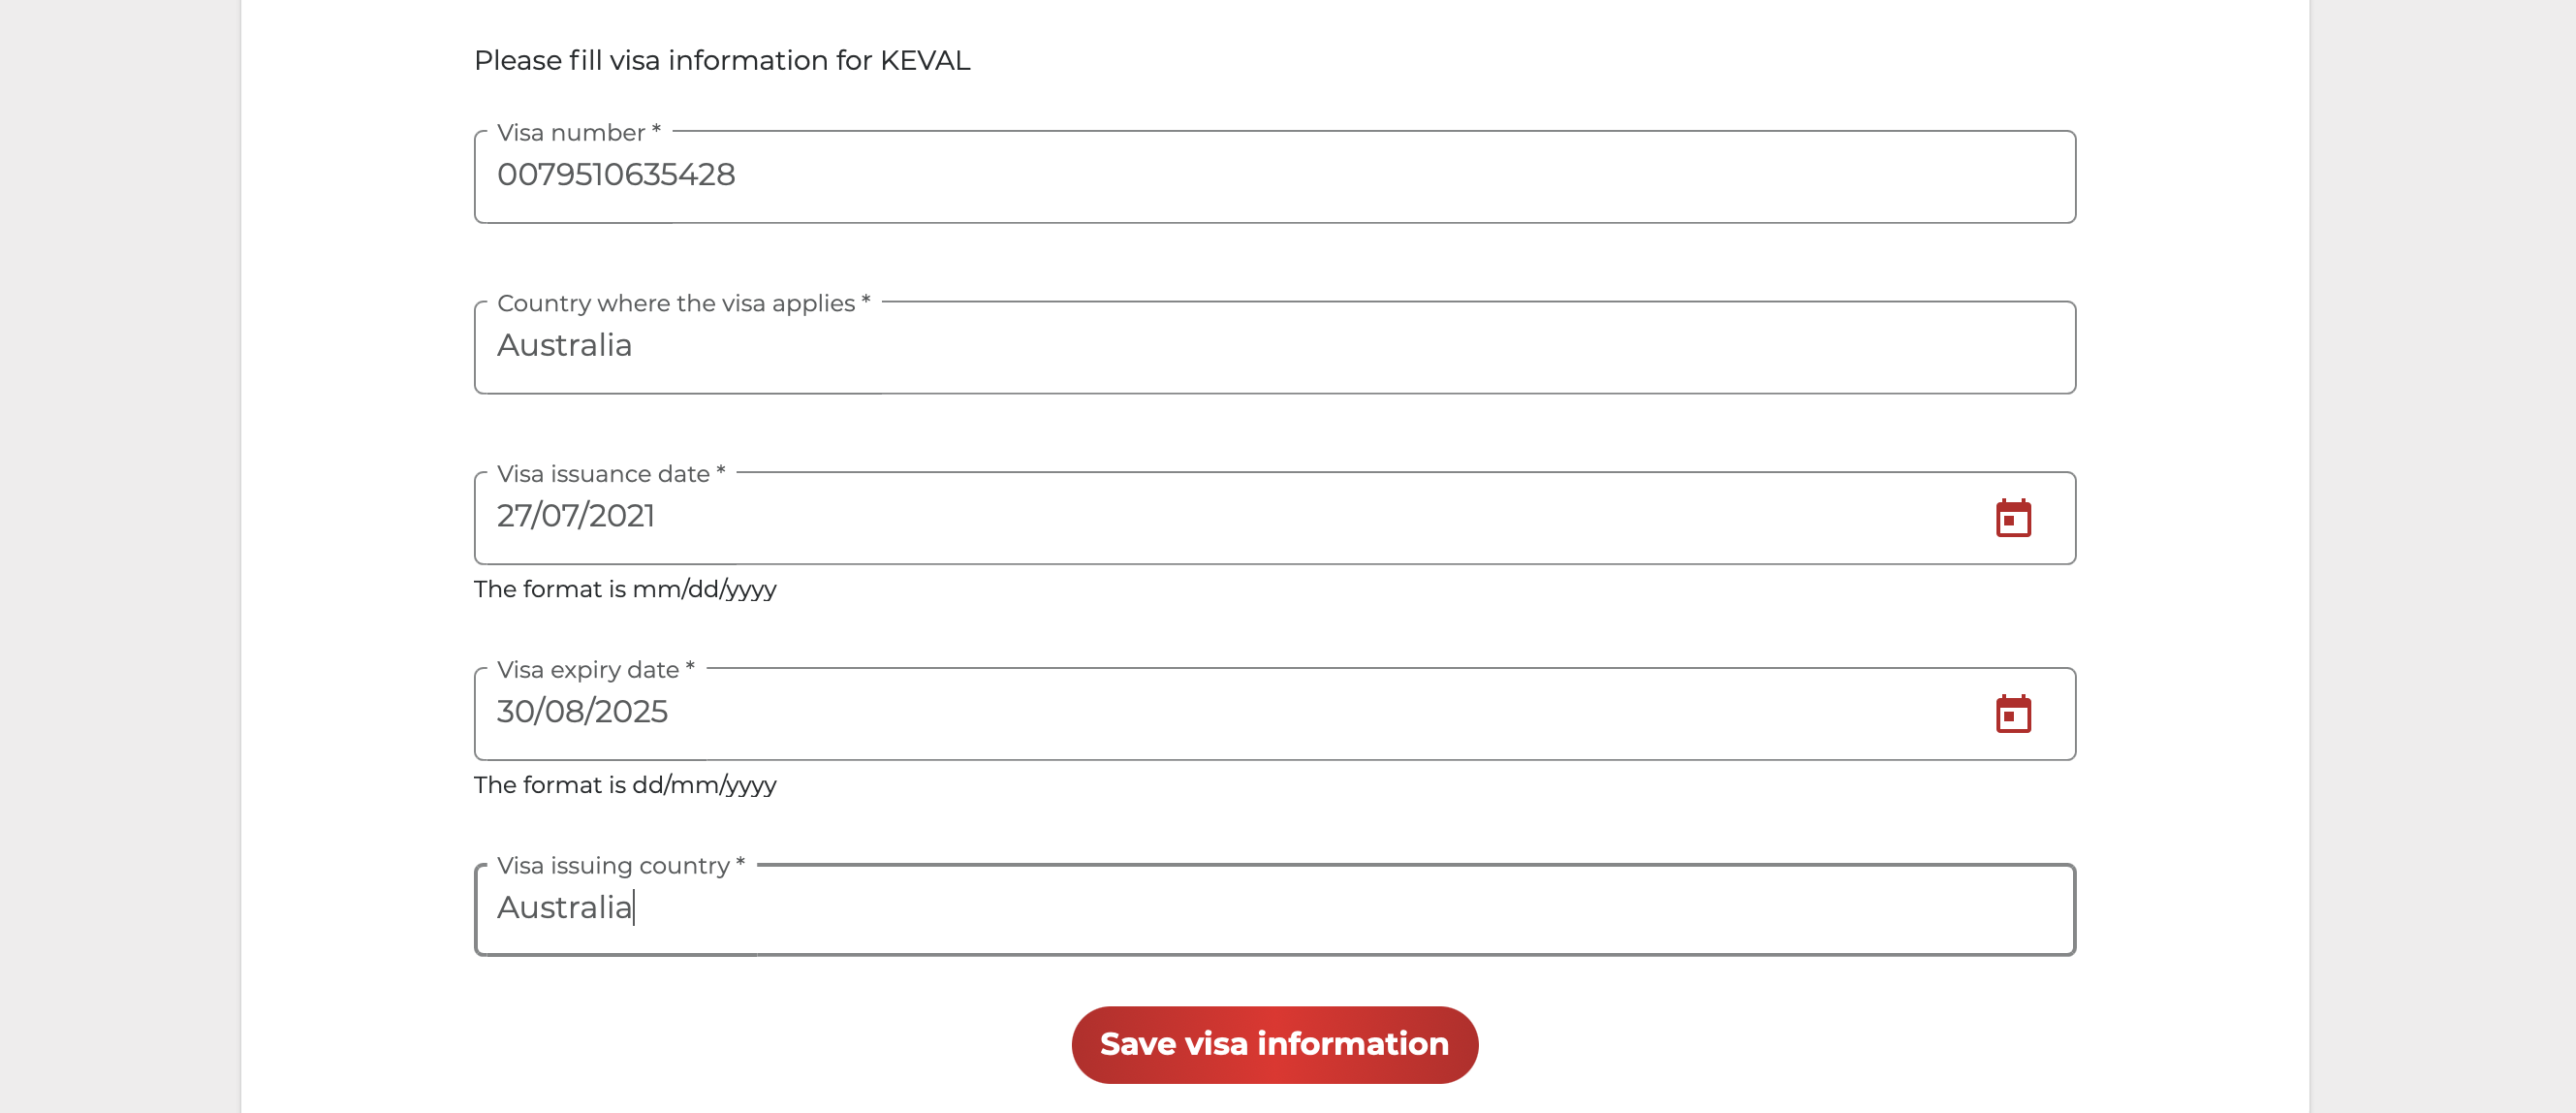 Please fill visa information for KEVAL
Visa number *
0079510635428
Country where the visa applies *
Australia
Visa issuance date *
27/07/2021
The format is mm/dd/yyyy
Visa expiry date *
30/08/2025
The format is dd/mm/yyyy
Visa issuing country *
Australia
Save visa information